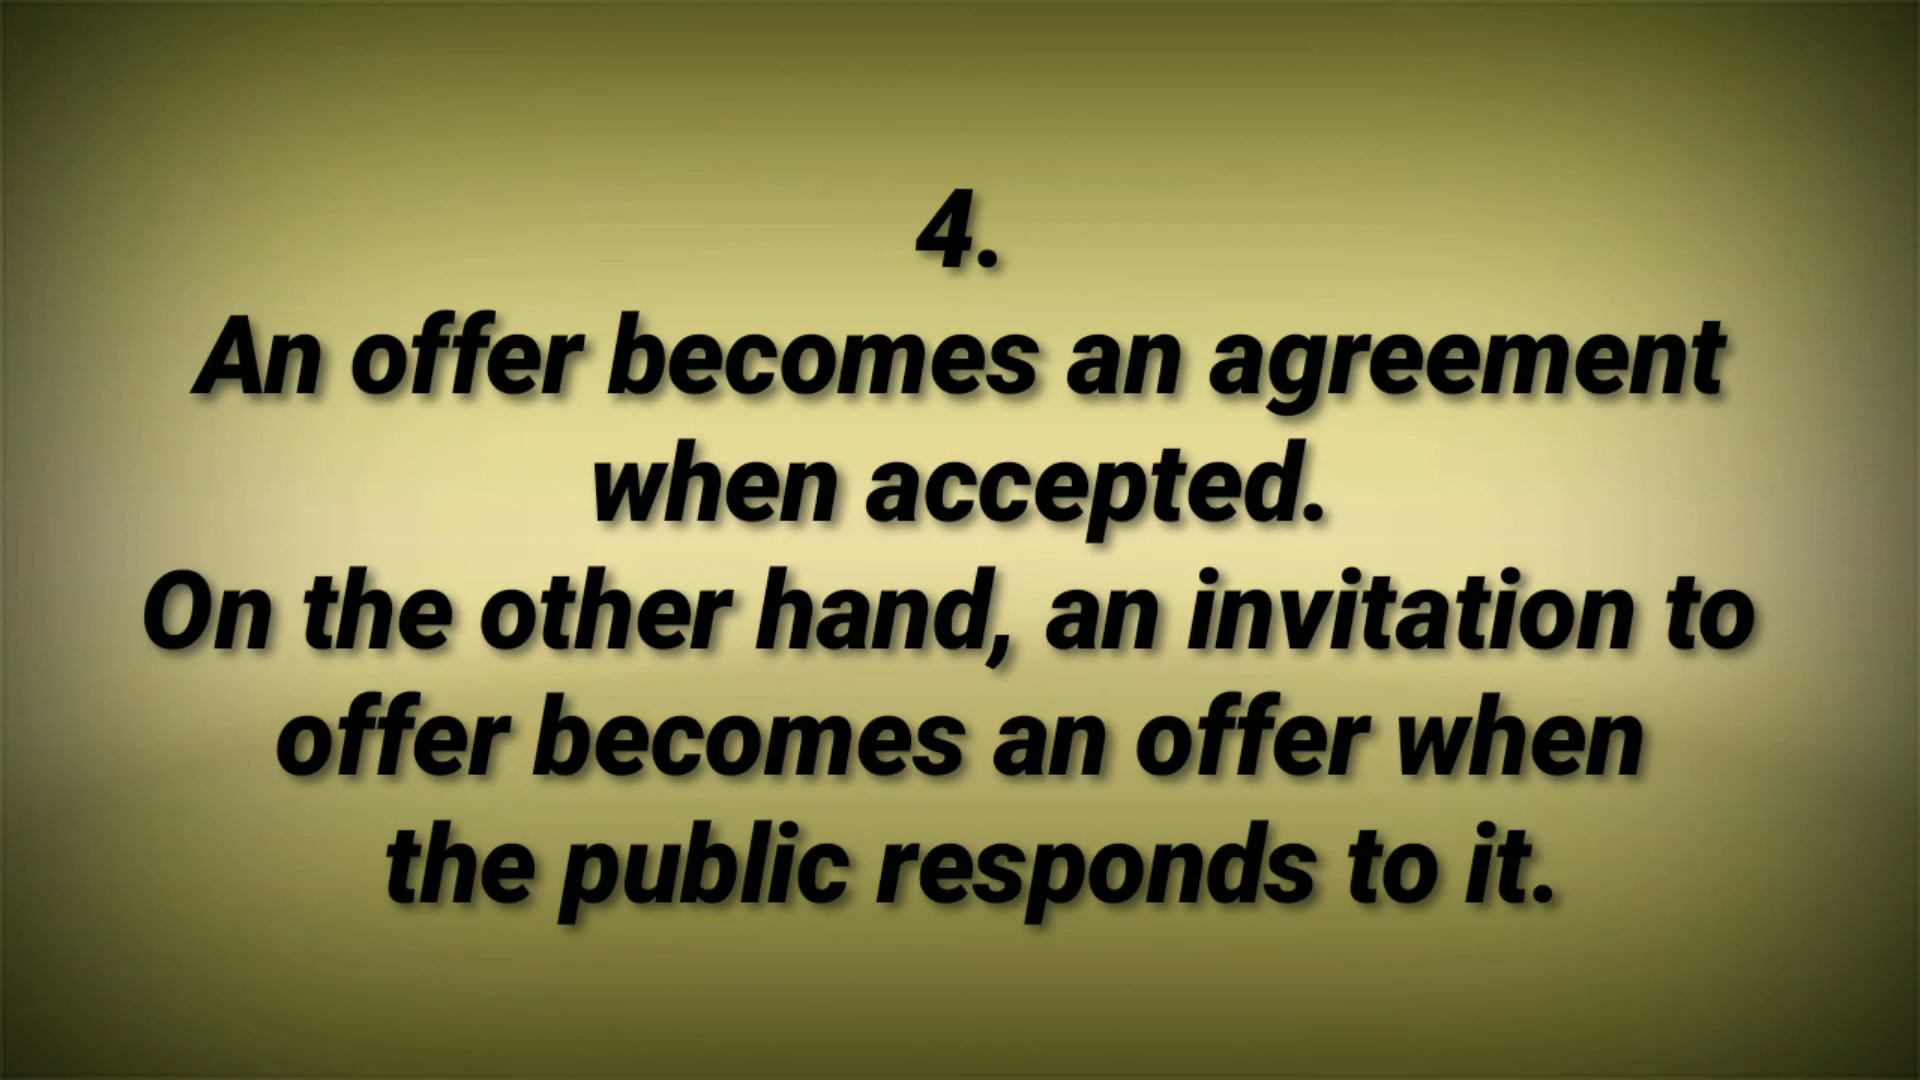 4.
An offer becomes an agreement
when accepted.
On the other hand, an invitation to
offer becomes an offer when
the public responds to it.